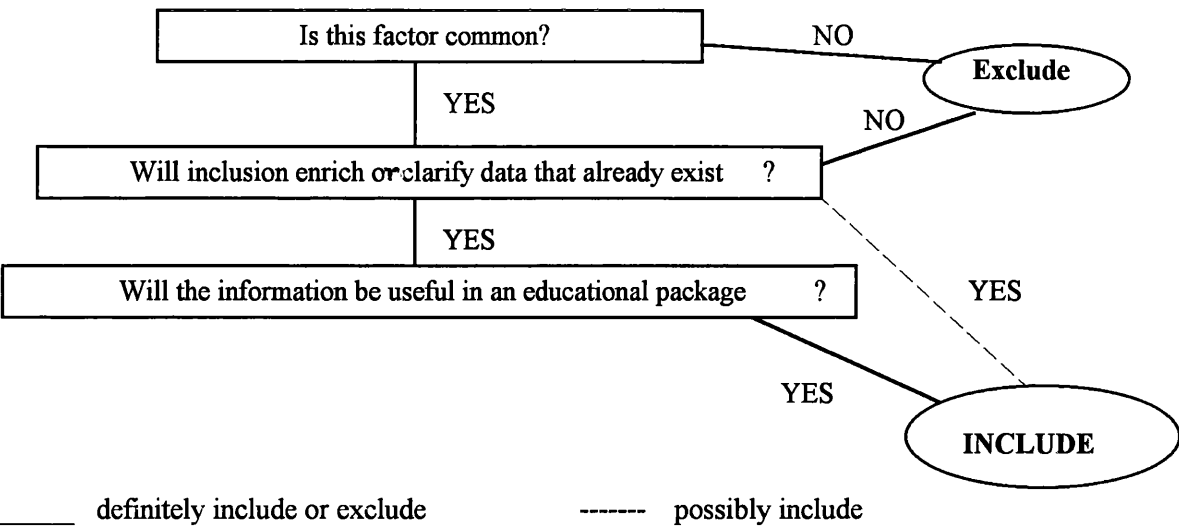 Is this factor common?
NO
Exclude
YES
NO
Will inclusion enrich or clarify data that already exist ?
YES
Will the information be useful in an educational package ?
YES
YES
INCLUDE
______ definitely include or exclude ------- possibly include